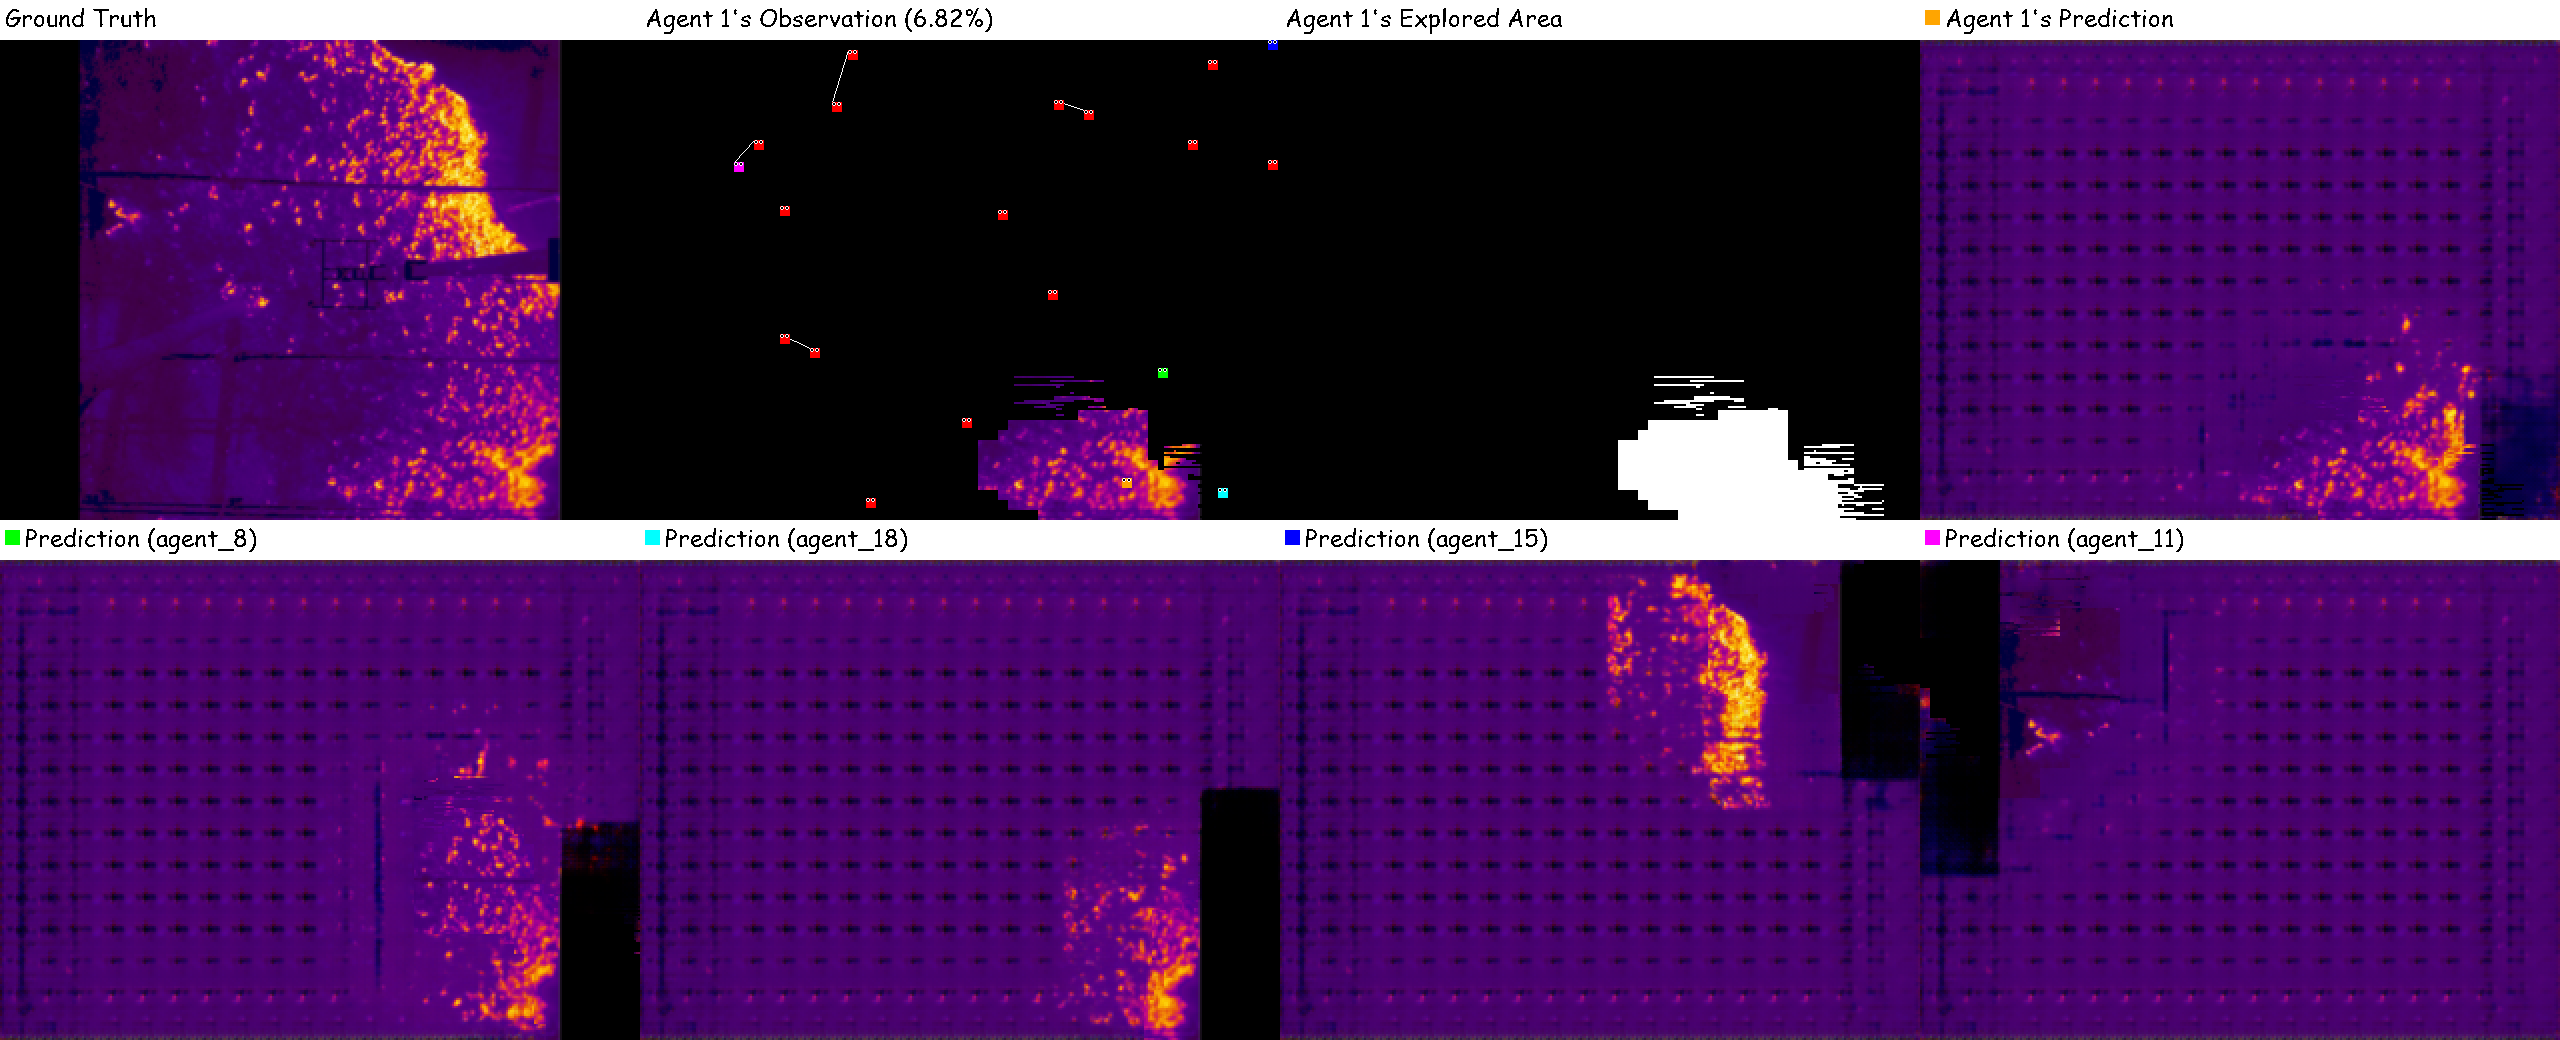 Ground Truth
Agent 1's Observation (6.82%)
Agent 1's Explored Area
Agent 1's Prediction
Prediction (agent_8)
Prediction (agent_18)
Prediction (agent_15)
Prediction (agent_11)